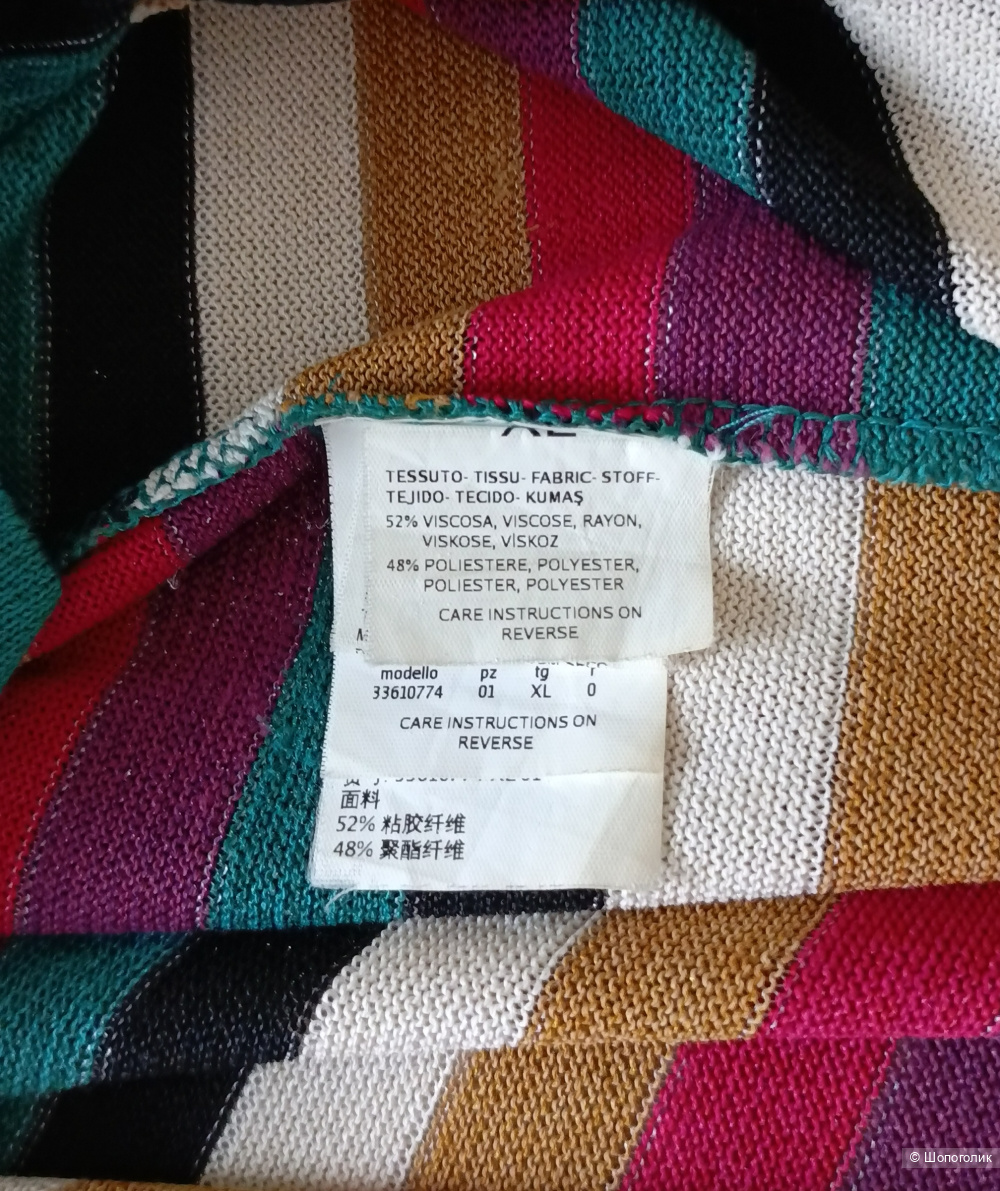 XL
TESSUTO- TISSU- FABRIC- STOFF-
TEJIDO- TECIDO- KUMAŞ
52% VISCOSA, VISCOSE, RAYON,
VISKOSE, VİSKOZ
48% POLIESTERE, POLYESTER,
POLIESTER, POLYESTER
CARE INSTRUCTIONS ON
REVERSE
modello pz tg r
33610774 01 XL 0
CARE INSTRUCTIONS ON
REVERSE
面料
52% 粘胶纤维
48% 聚酯纤维
© Шопоголик